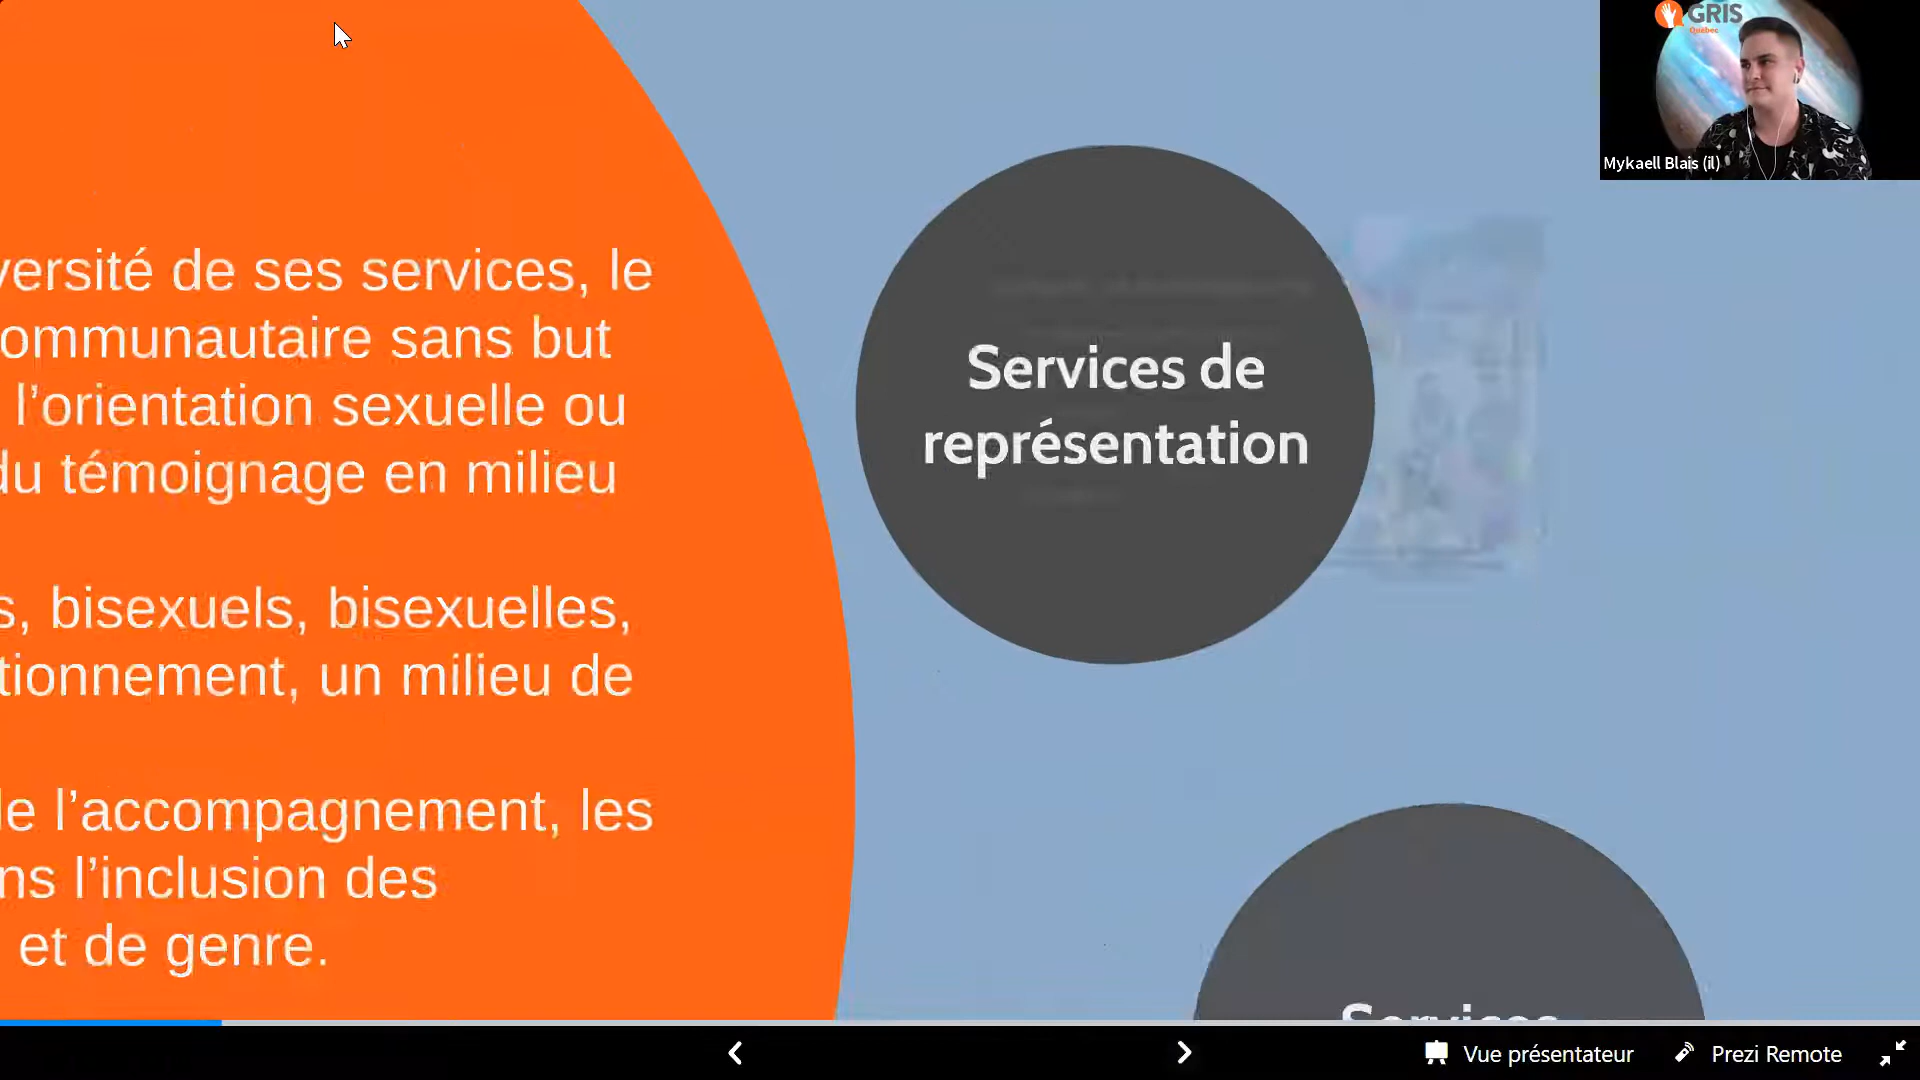 versité de ses services, le
ommunautaire sans but
l’orientation sexuelle ou
du témoignage en milieu
s, bisexuels, bisexuelles,
tionnement, un milieu de
de l’accompagnement, les
ns l’inclusion des
et de genre.
Services de
représentation
Services
GRIS
Québec
Mykaell Blais (il)
Vue présentateur
Prezi Remote